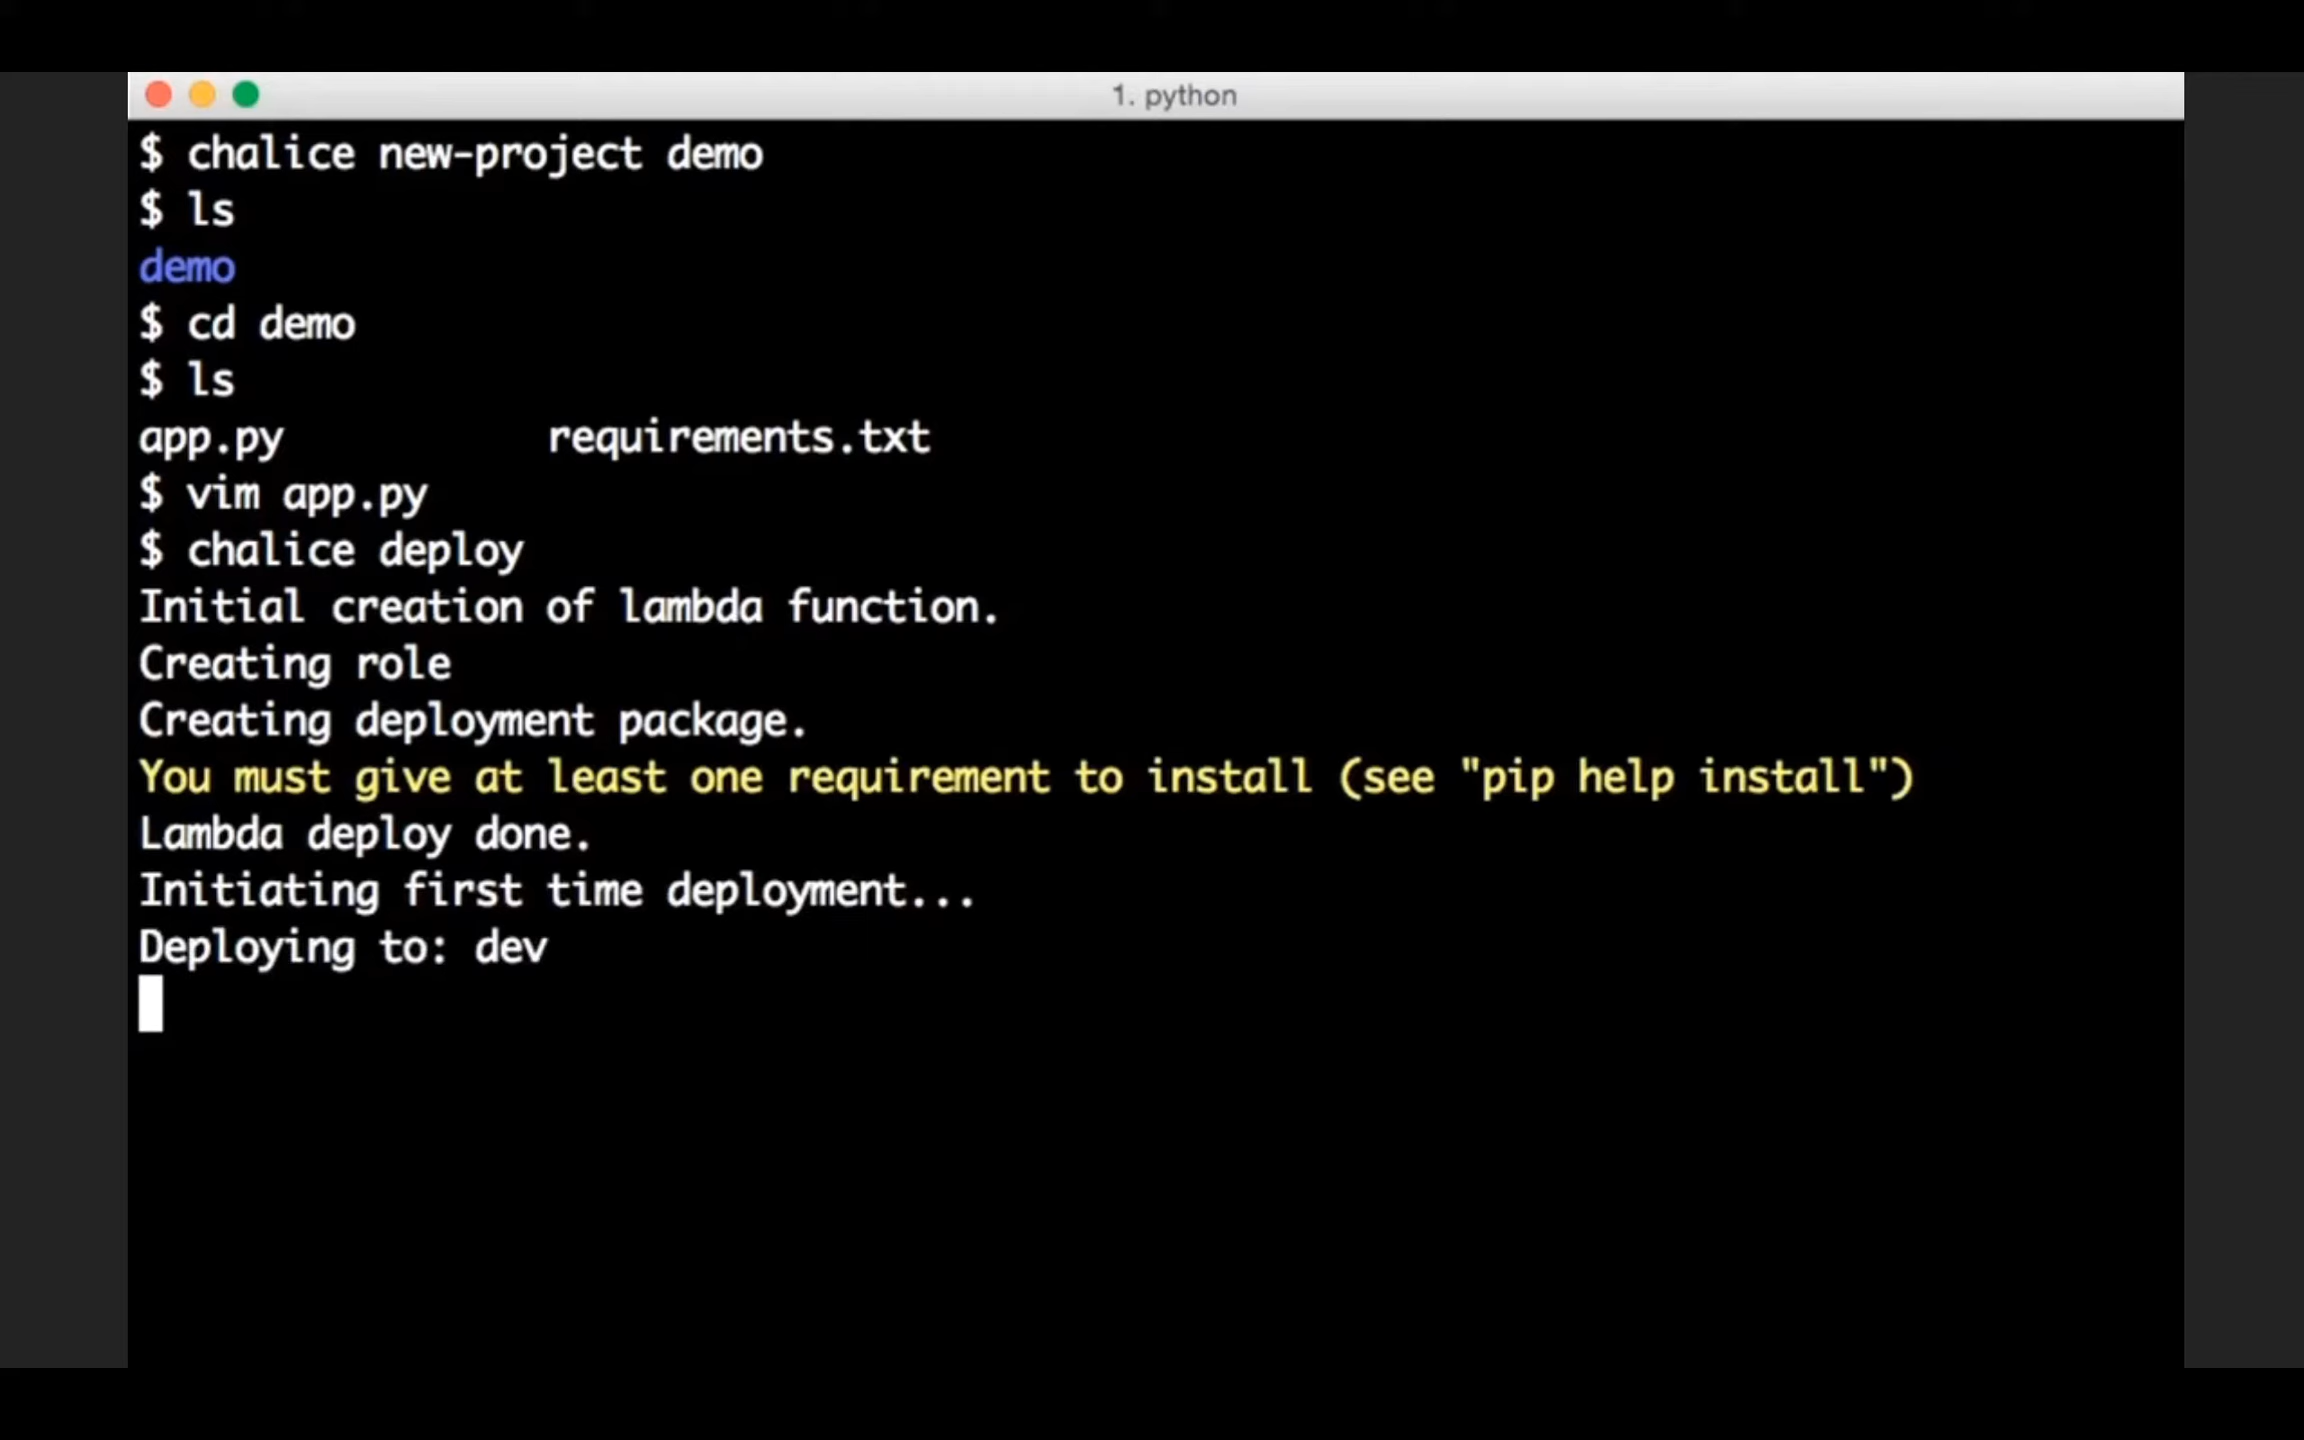 1. python
$ chalice new-project demo
$ ls
demo
$ cd demo
$ ls
app.py requirements.txt
$ vim app.py
$ chalice deploy
Initial creation of lambda function.
Creating role
Creating deployment package.
You must give at least one requirement to install (see "pip help install")
Lambda deploy done.
Initiating first time deployment...
Deploying to: dev